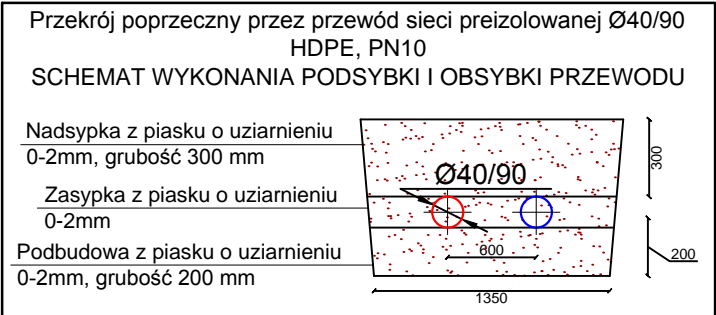 Przekrój poprzeczny przez przewód sieci preizolowanej Ø40/90
HDPE, PN10
SCHEMAT WYKONANIA PODSYBKI I OBSYBKI PRZEWODU
Nadsypka z piasku o uziarnieniu
0-2mm, grubość 300 mm
Zasypka z piasku o uziarnieniu
0-2mm
Podbudowa z piasku o uziarnieniu
0-2mm, grubość 200 mm
Ø40/90
600
1350
300
200